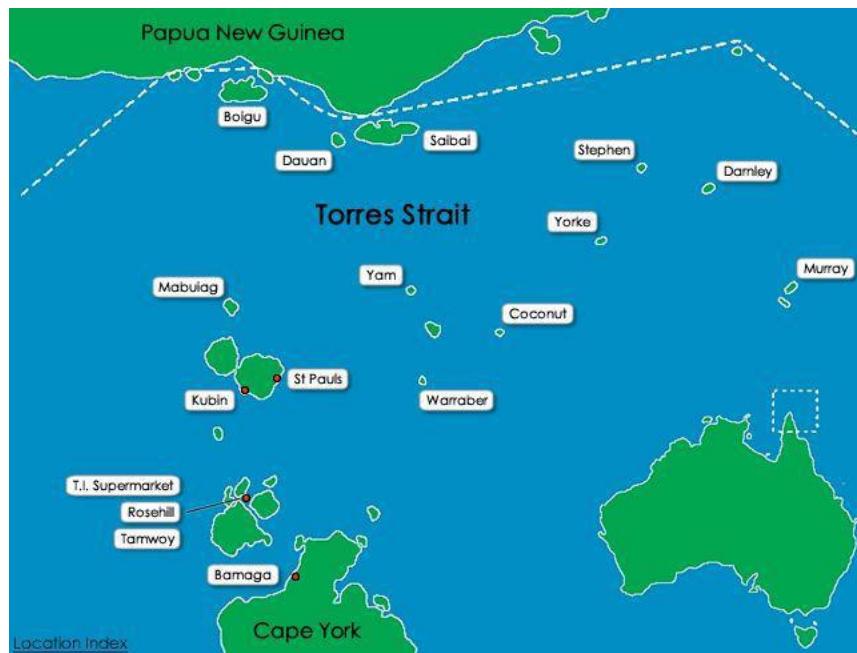 Papua New Guinea
Boigu
Dauan
Saibai
Stephen
Darnley
Torres Strait
Yorke
Mabuiag
Yam
Murray
Coconut
St Pauls
Kubin
Warraber
T.I. Supermarket
Rosehill
Tamwoy
Bamaga
Cape York
Location Index